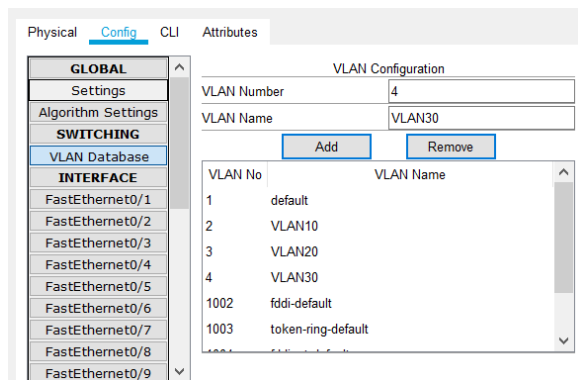 Physical Config CLI Attributes
GLOBAL
Settings
Algorithm Settings
SWITCHING
VLAN Database
INTERFACE
FastEthernet0/1
FastEthernet0/2
FastEthernet0/3
FastEthernet0/4
FastEthernet0/5
FastEthernet0/6
FastEthernet0/7
FastEthernet0/8
FastEthernet0/9
VLAN Configuration
VLAN Number 4
VLAN Name VLAN30
Add Remove
VLAN No VLAN Name
1 default
2 VLAN10
3 VLAN20
4 VLAN30
1002 fddi-default
1003 token-ring-default